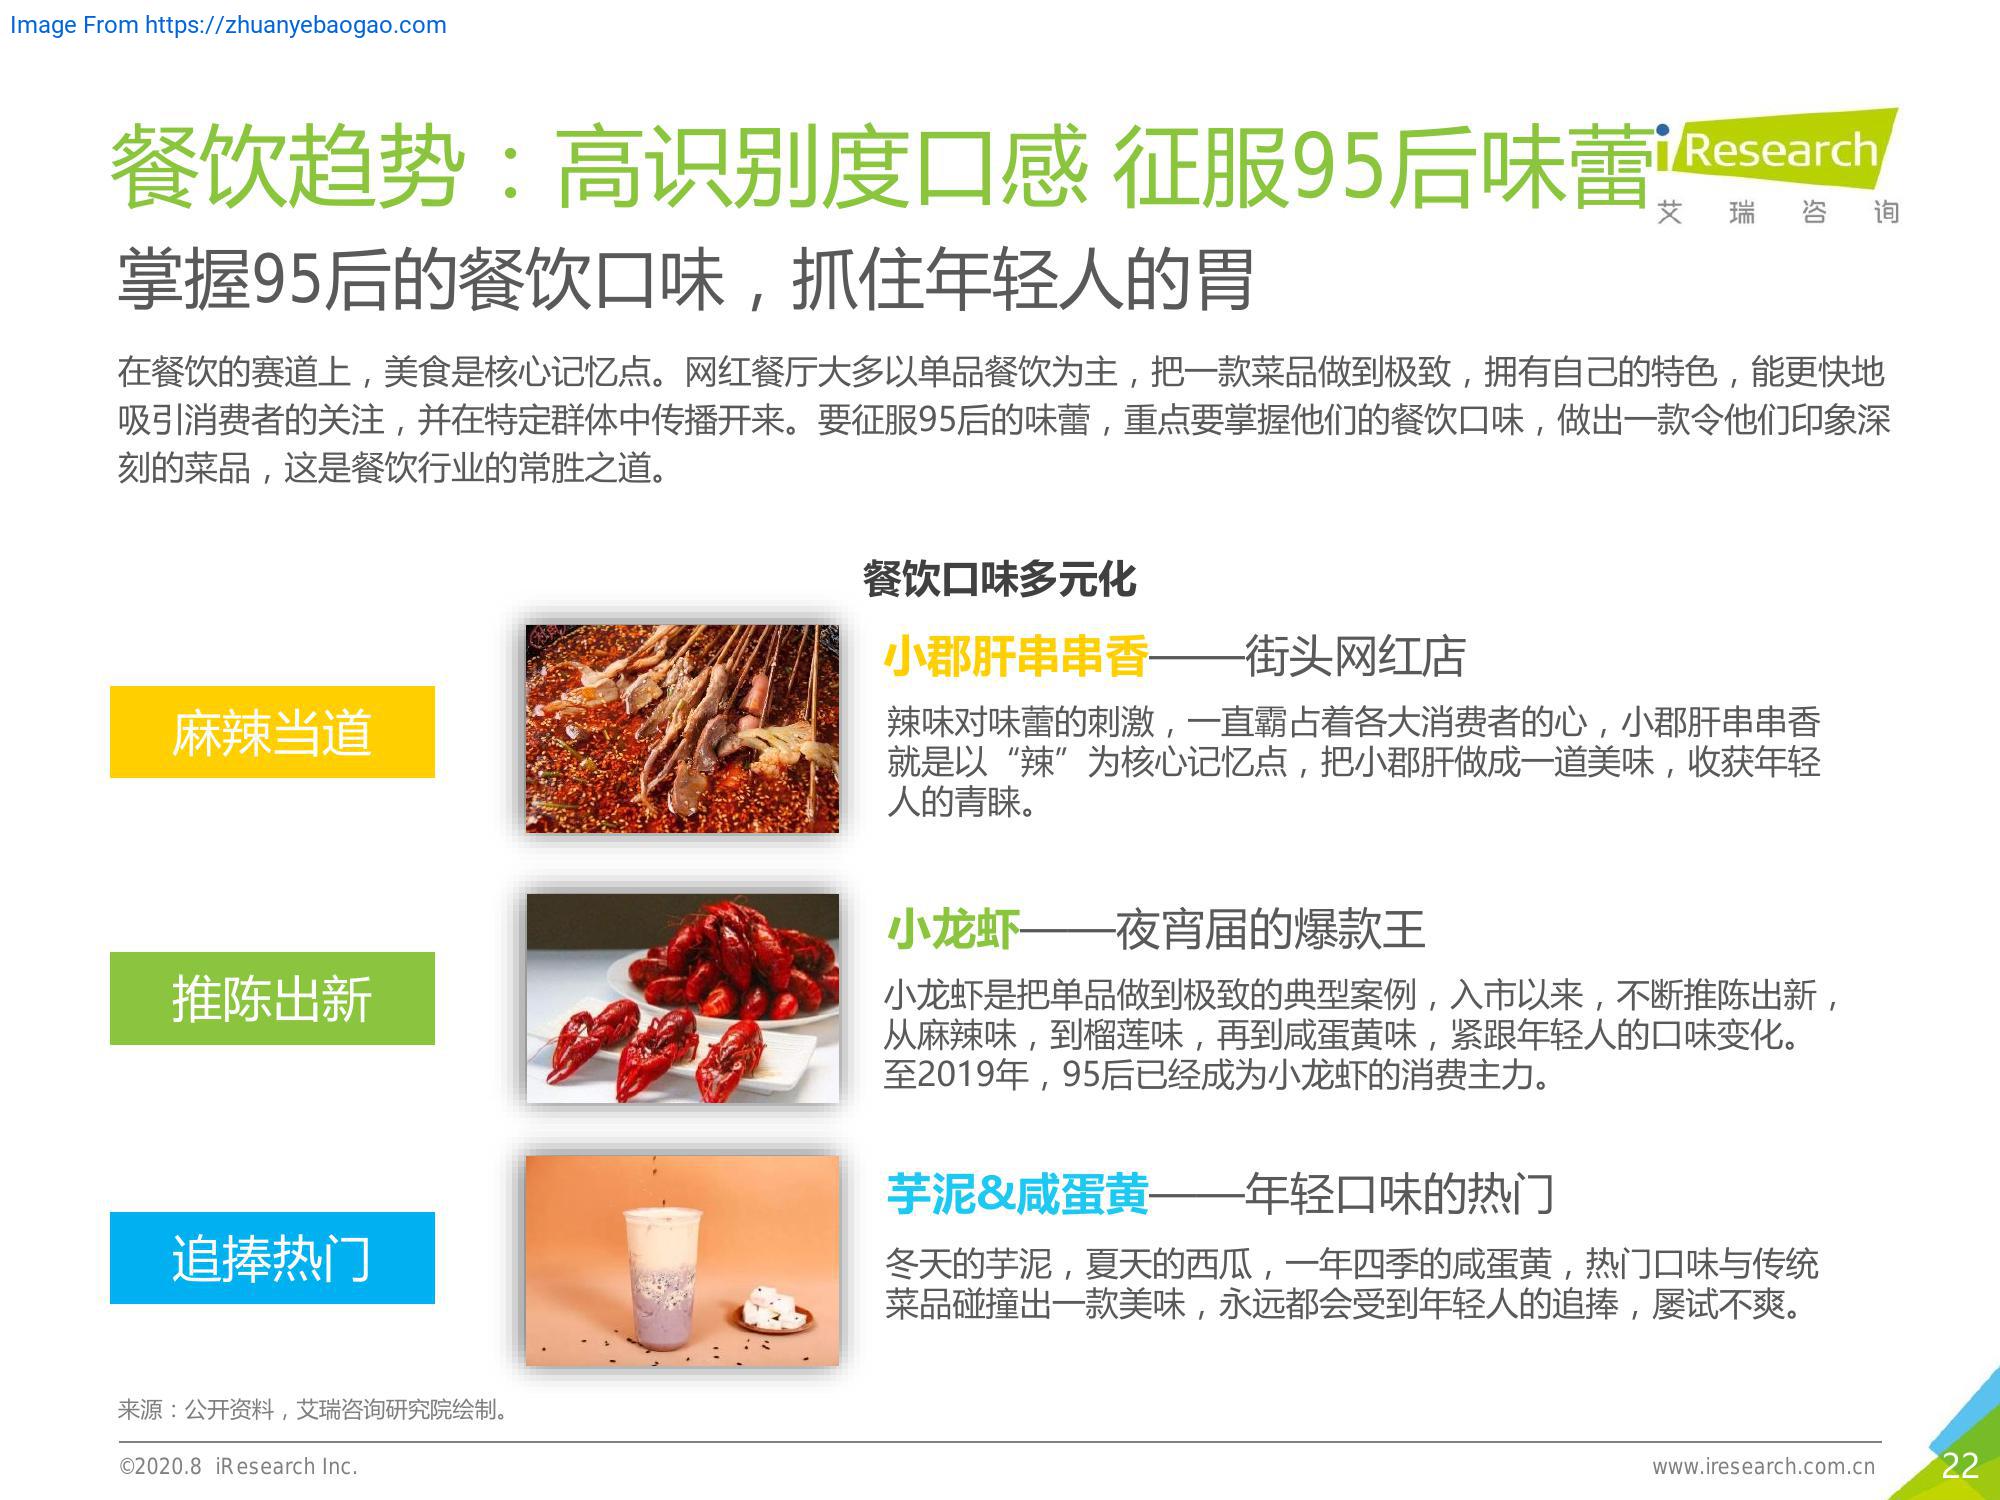 Image From https://zhuanyebaogao.com
餐饮趋势：高识别度口感 征服95后味蕾
iResearch
艾 瑞 咨 询
掌握95后的餐饮口味，抓住年轻人的胃
在餐饮的赛道上，美食是核心记忆点。网红餐厅大多以单品餐饮为主，把一款菜品做到极致，拥有自己的特色，能更快地
吸引消费者的关注，并在特定群体中传播开来。要征服95后的味蕾，重点要掌握他们的餐饮口味，做出一款令他们印象深
刻的菜品，这是餐饮行业的常胜之道。
餐饮口味多元化
麻辣当道
小郡肝串串香——街头网红店
辣味对味蕾的刺激，一直霸占着各大消费者的心，小郡肝串串香
就是以“辣”为核心记忆点，把小郡肝做成一道美味，收获年轻
人的青睐。
推陈出新
小龙虾——夜宵届的爆款王
小龙虾是把单品做到极致的典型案例，入市以来，不断推陈出新，
从麻辣味，到榴莲味，再到咸蛋黄味，紧跟年轻人的口味变化。
至2019年，95后已经成为小龙虾的消费主力。
追捧热门
芋泥&咸蛋黄——年轻口味的热门
冬天的芋泥，夏天的西瓜，一年四季的咸蛋黄，热门口味与传统
菜品碰撞出一款美味，永远都会受到年轻人的追捧，屡试不爽。
来源：公开资料，艾瑞咨询研究院绘制。
©2020.8 iResearch Inc.
www.iresearch.com.cn
22